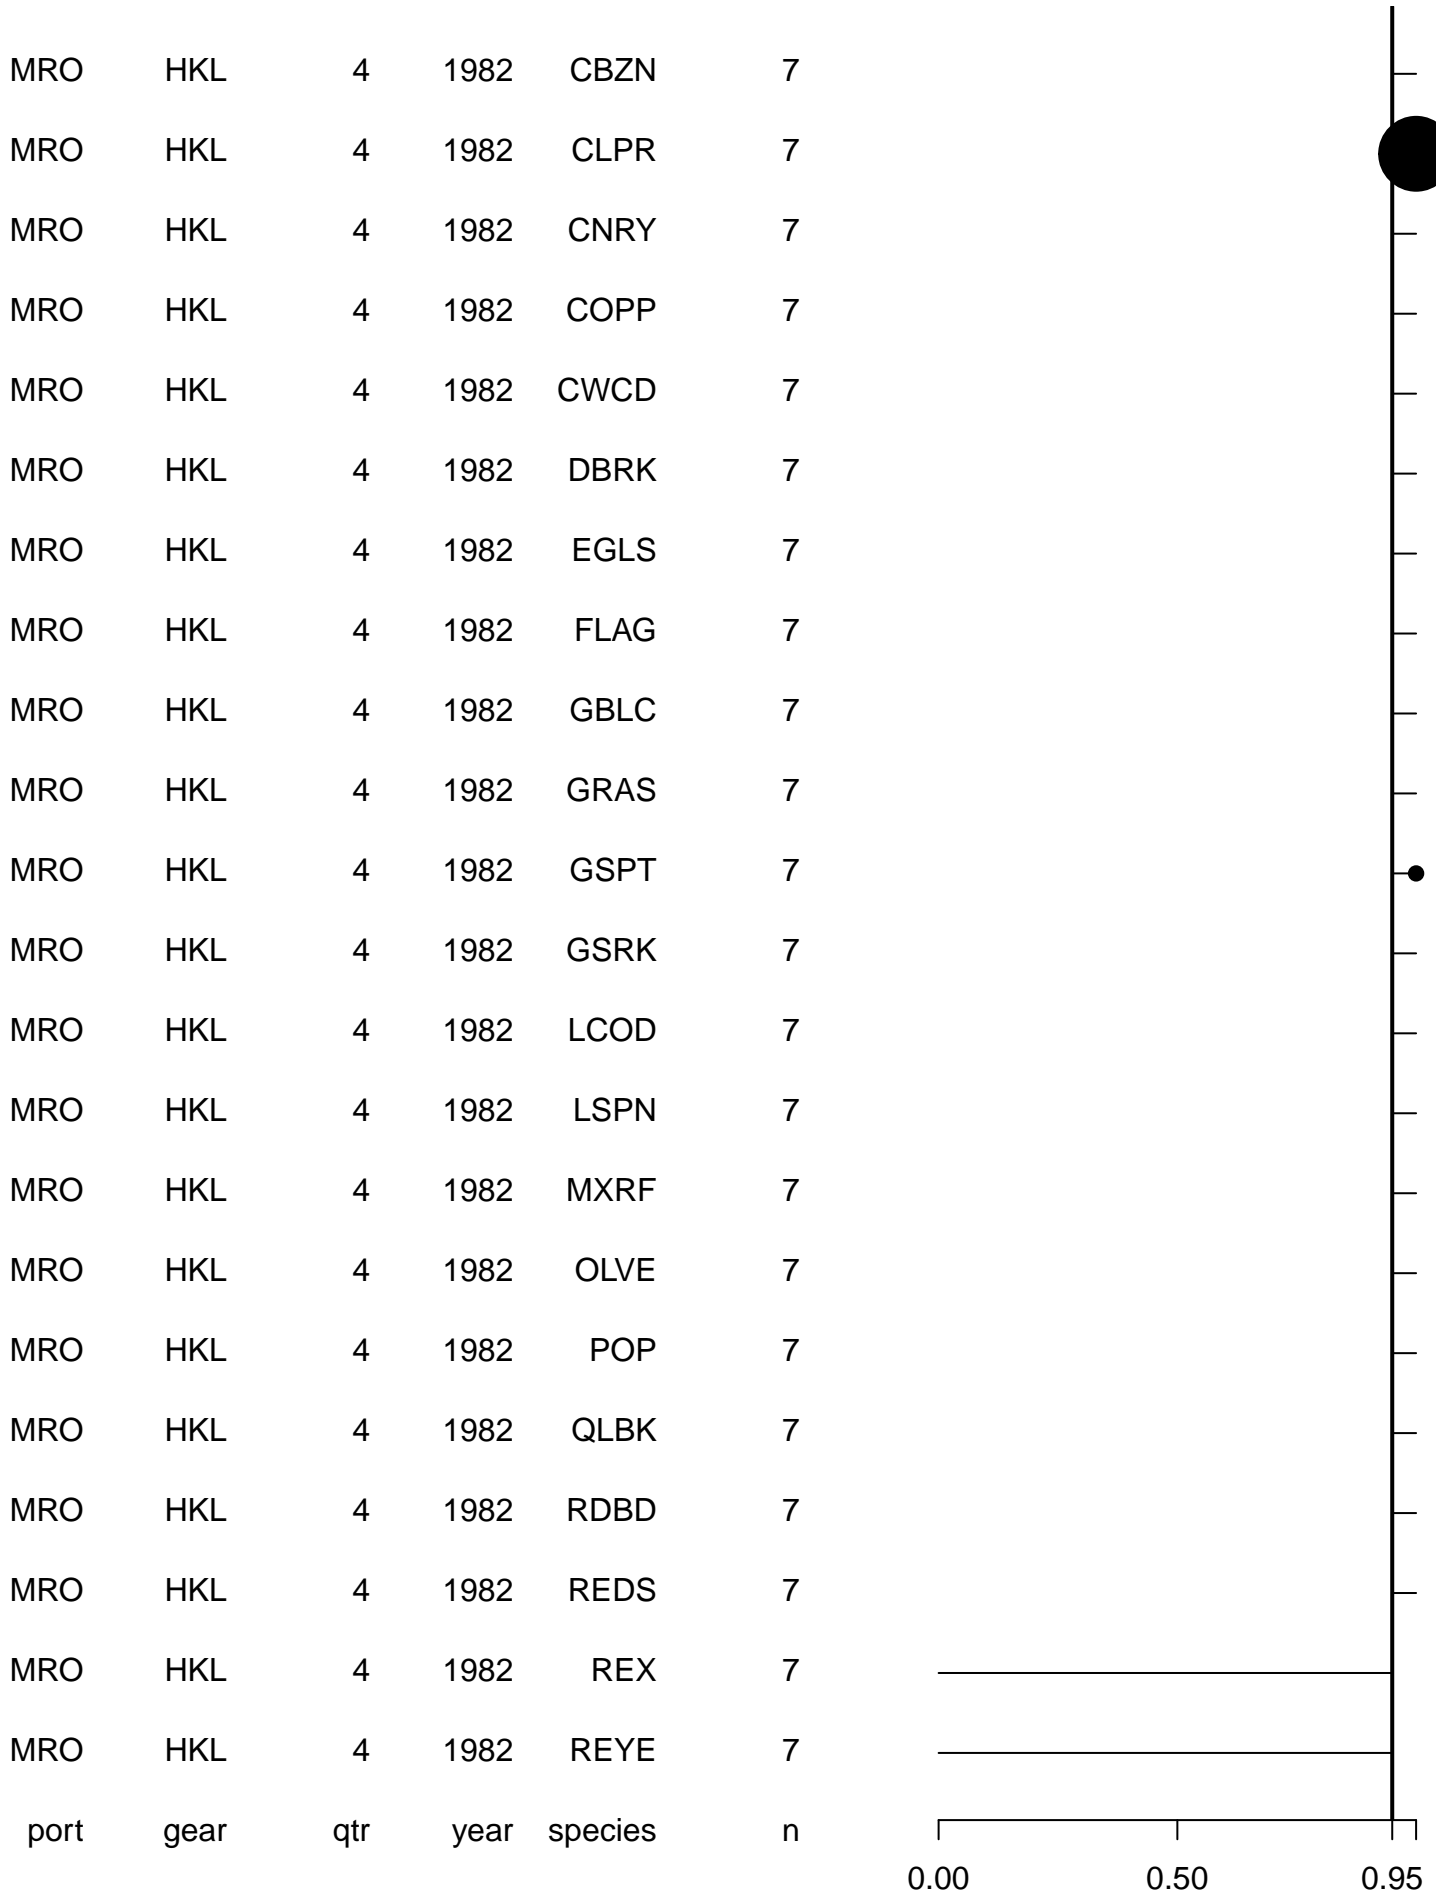 MRO HKL 4 1982 CBZN 7
MRO HKL 4 1982 CLPR 7
MRO HKL 4 1982 CNRY 7
MRO HKL 4 1982 COPP 7
MRO HKL 4 1982 CWCD 7
MRO HKL 4 1982 DBRK 7
MRO HKL 4 1982 EGLS 7
MRO HKL 4 1982 FLAG 7
MRO HKL 4 1982 GBLC 7
MRO HKL 4 1982 GRAS 7
MRO HKL 4 1982 GSPT 7
MRO HKL 4 1982 GSRK 7
MRO HKL 4 1982 LCOD 7
MRO HKL 4 1982 LSPN 7
MRO HKL 4 1982 MXRF 7
MRO HKL 4 1982 OLVE 7
MRO HKL 4 1982 POP 7
MRO HKL 4 1982 QLBK 7
MRO HKL 4 1982 RDBD 7
MRO HKL 4 1982 REDS 7
MRO HKL 4 1982 REX 7
MRO HKL 4 1982 REYE 7
port gear qtr year species n
0.00 0.50 0.95